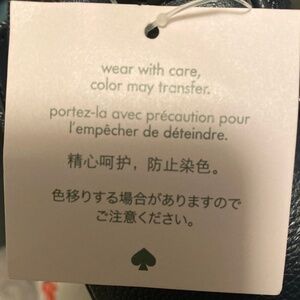 wear with care,
color may transfer.
portez-la avec précaution pour
l'empêcher de déteindre.
精心呵护，防止染色。
色移りする場合がありますので
ご注意ください。